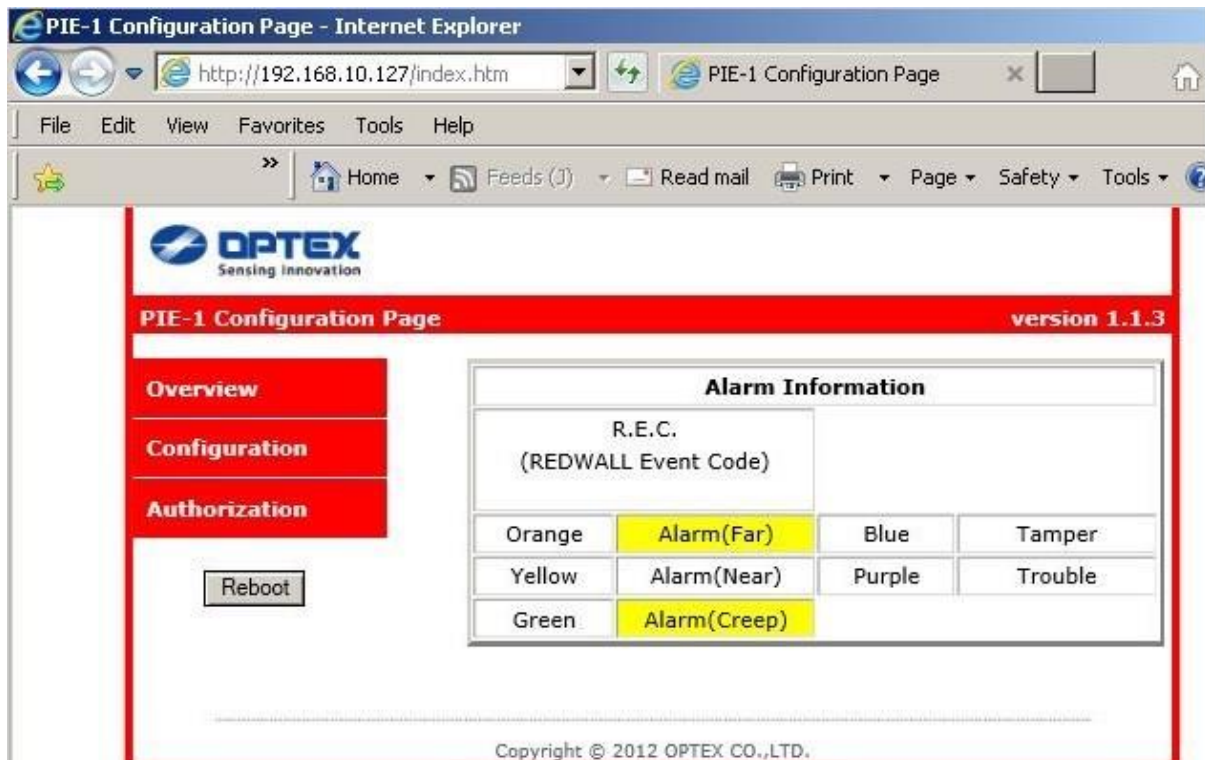 PIE-1 Configuration Page - Internet Explorer
http://192.168.10.127/index.htm PIE-1 Configuration Page
File Edit View Favorites Tools Help
» Home Feeds (J) Read mail Print Page Safety Tools
OPTEX
Sensing Innovation
PIE-1 Configuration Page version 1.1.3
Overview
Configuration
Authorization
Reboot
Alarm Information
R.E.C.
(REDWALL Event Code)
Orange Alarm(Far) Blue Tamper
Yellow Alarm(Near) Purple Trouble
Green Alarm(Creep)
Copyright © 2012 OPTEX CO.,LTD.